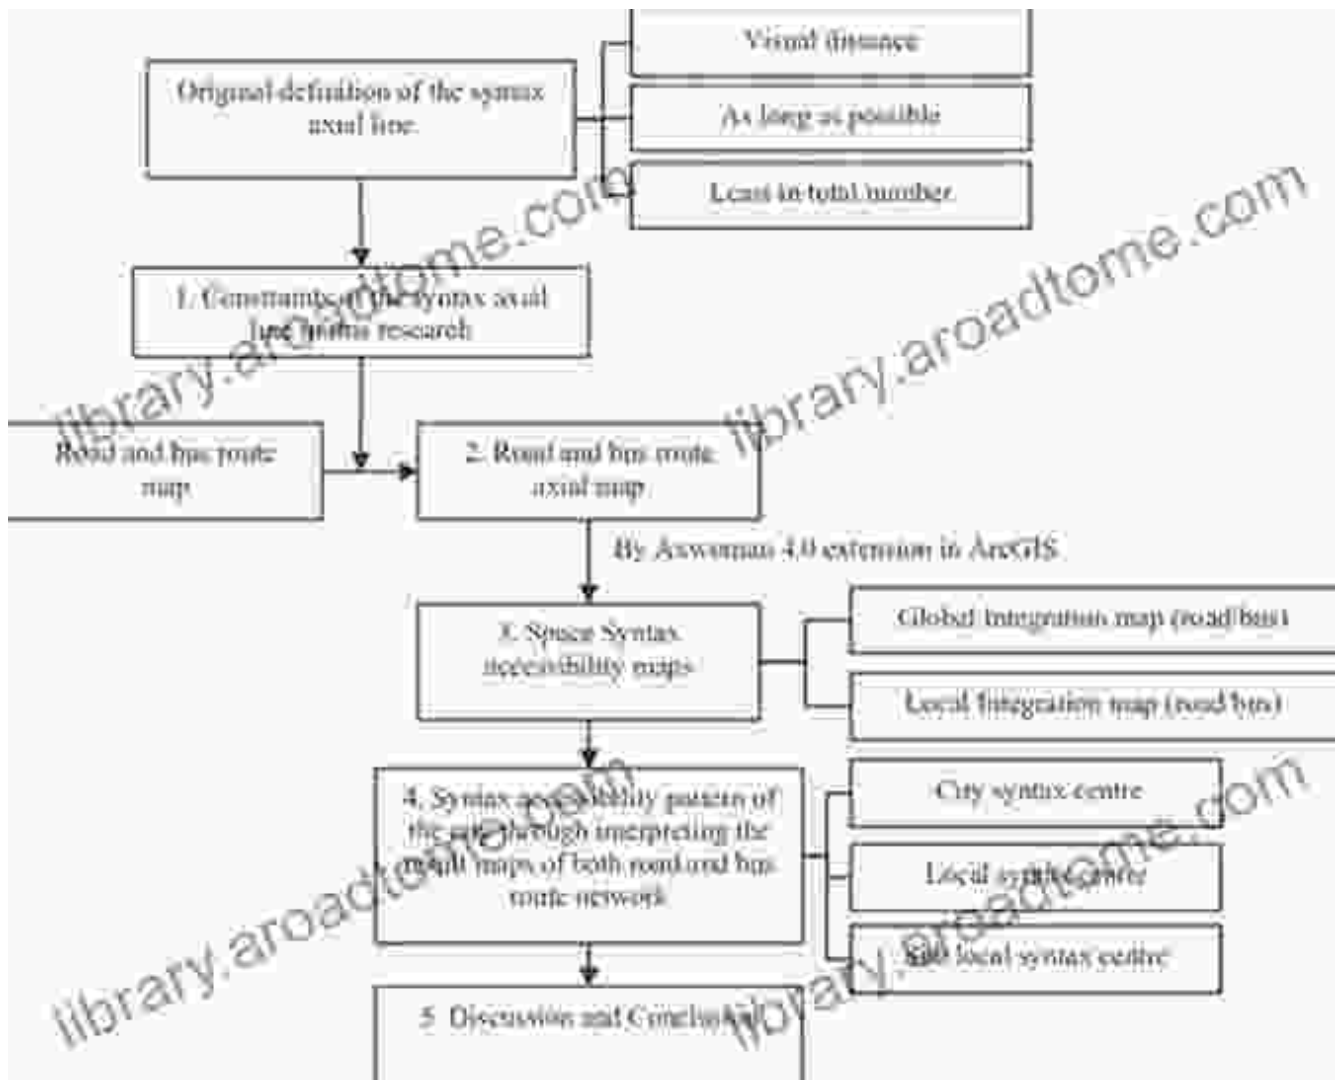 Visual distance
Original definition of the syntax
axial line.
As long as possible
Least in total number.
1. Constraints of the syntax axial
line in this research
Road and bus route
map
2. Road and bus route
axial map
By Axwoman 4.0 extension in ArcGIS
3. Space Syntax
accessibility maps
Global Integration map (road/bus)
Local Integration map (road/bus)
4. Syntax accessibility pattern of
the city through interpreting the
result maps of both road and bus
route network
City syntax centre
Local syntax centre
Sub local syntax centre
5. Discussion and Conclusion
library.aroadtome.com
library.aroadtome.com
library.aroadtome.com
library.aroadtome.com